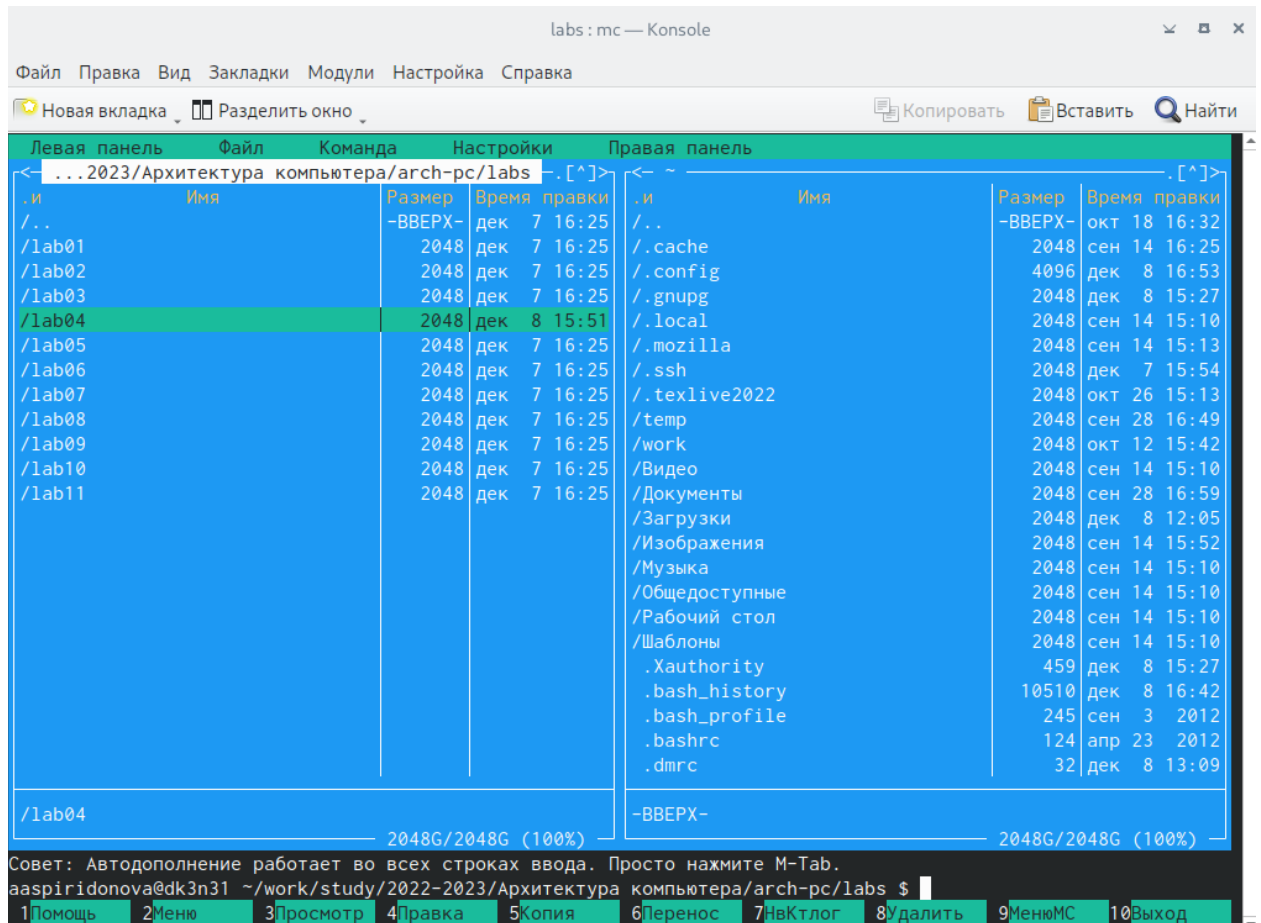 labs : mc — Konsole
Файл Правка Вид Закладки Модули Настройка Справка
Новая вкладка Разделить окно Копировать Вставить Найти
Левая панель Файл Команда Настройки Правая панель
<— ...2023/Архитектура компьютера/arch-pc/labs —.[^]>
.и Имя Размер Время правки
/.. -ВВЕРХ- дек 7 16:25
/lab01 2048 дек 7 16:25
/lab02 2048 дек 7 16:25
/lab03 2048 дек 7 16:25
/lab04 2048 дек 8 15:51
/lab05 2048 дек 7 16:25
/lab06 2048 дек 7 16:25
/lab07 2048 дек 7 16:25
/lab08 2048 дек 7 16:25
/lab09 2048 дек 7 16:25
/lab10 2048 дек 7 16:25
/lab11 2048 дек 7 16:25
/lab04
2048G/2048G (100%)
<— ~ —.[^]>
.и Имя Размер Время правки
/.. -ВВЕРХ- окт 18 16:32
/.cache 2048 сен 14 16:25
/.config 4096 дек 8 16:53
/.gnupg 2048 дек 8 15:27
/.local 2048 сен 14 15:10
/.mozilla 2048 сен 14 15:13
/.ssh 2048 дек 7 15:54
/.texlive2022 2048 окт 26 15:13
/temp 2048 сен 28 16:49
/work 2048 окт 12 15:42
/Видео 2048 сен 14 15:10
/Документы 2048 сен 28 16:59
/Загрузки 2048 дек 8 12:05
/Изображения 2048 сен 14 15:52
/Музыка 2048 сен 14 15:10
/Общедоступные 2048 сен 14 15:10
/Рабочий стол 2048 сен 14 15:10
/Шаблоны 2048 сен 14 15:10
.Xauthority 459 дек 8 15:27
.bash_history 10510 дек 8 16:42
.bash_profile 245 сен 3 2012
.bashrc 124 апр 23 2012
.dmrc 32 дек 8 13:09
-ВВЕРХ-
2048G/2048G (100%)
Совет: Автодополнение работает во всех строках ввода. Просто нажмите M-Tab.
aaspiridonova@dk3n31 ~/work/study/2022-2023/Архитектура компьютера/arch-pc/labs $
1Помощь 2Меню 3Просмотр 4Правка 5Копия 6Перенос 7НвКтлог 8Удалить 9МенюMC 10Выход